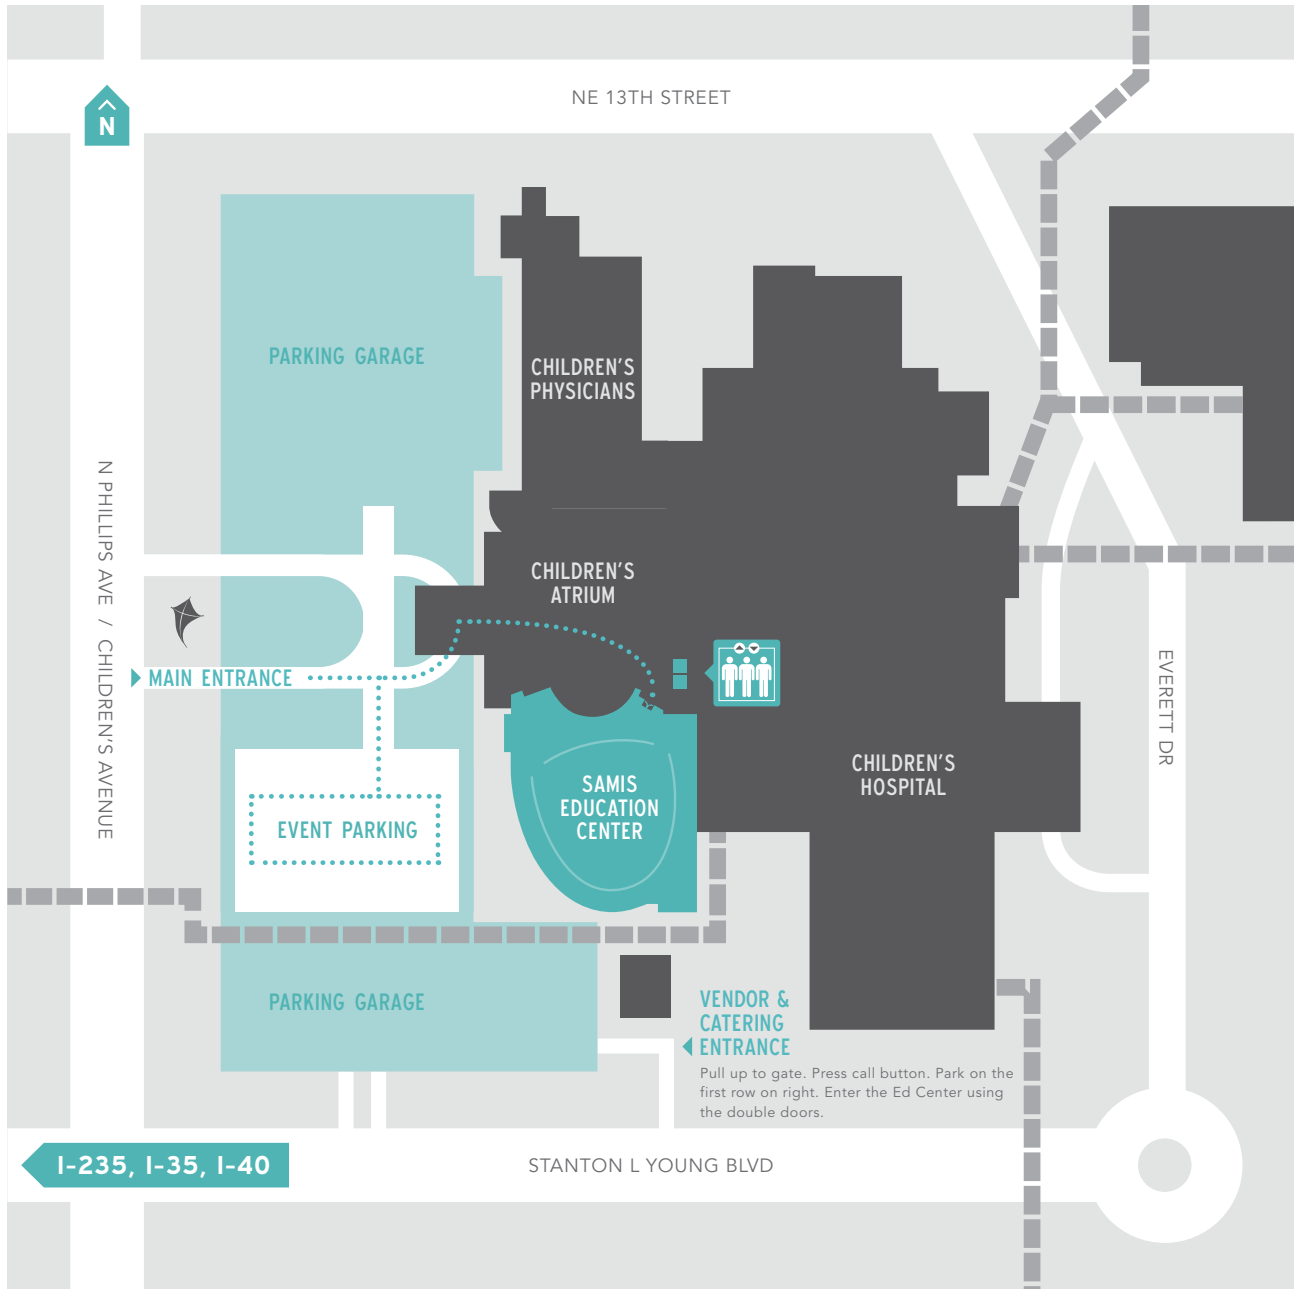 NE 13TH STREET
N
PARKING GARAGE
CHILDREN'S
PHYSICIANS
N PHILLIPS AVE / CHILDREN'S AVENUE
CHILDREN'S
ATRIUM
MAIN ENTRANCE
EVERETT DR
CHILDREN'S
HOSPITAL
SAMIS
EDUCATION
CENTER
EVENT PARKING
PARKING GARAGE
VENDOR &
CATERING
ENTRANCE
Pull up to gate. Press call button. Park on the
first row on right. Enter the Ed Center using
the double doors.
I-235, I-35, I-40
STANTON L YOUNG BLVD